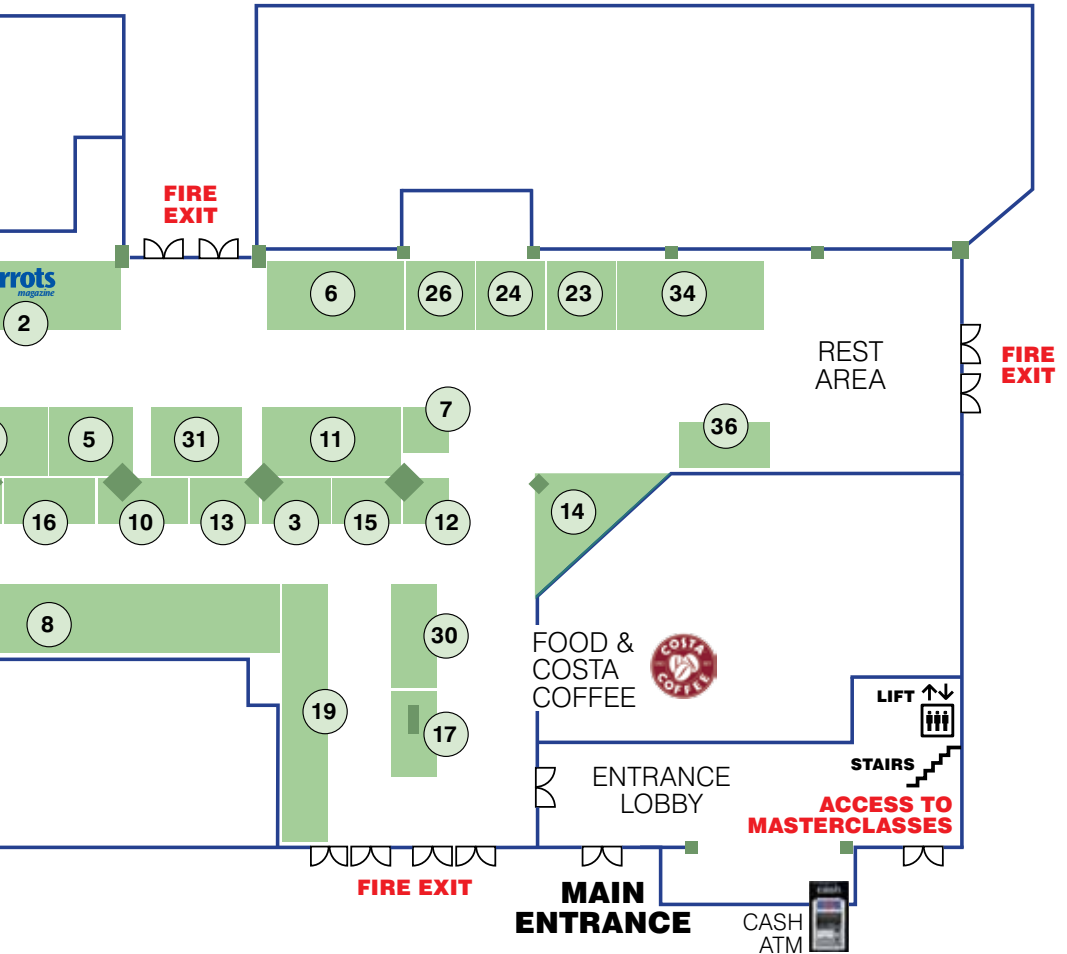 FIRE
EXIT
rrots
magazine
2
6
26
24
23
34
REST
AREA
FIRE
EXIT
5
31
11
7
36
16
10
13
3
15
12
14
8
30
19
17
FOOD &
COSTA
COFFEE
COSTA
COFFEE
LIFT
STAIRS
ACCESS TO
MASTERCLASSES
ENTRANCE
LOBBY
FIRE EXIT
MAIN
ENTRANCE
CASH
ATM
cash